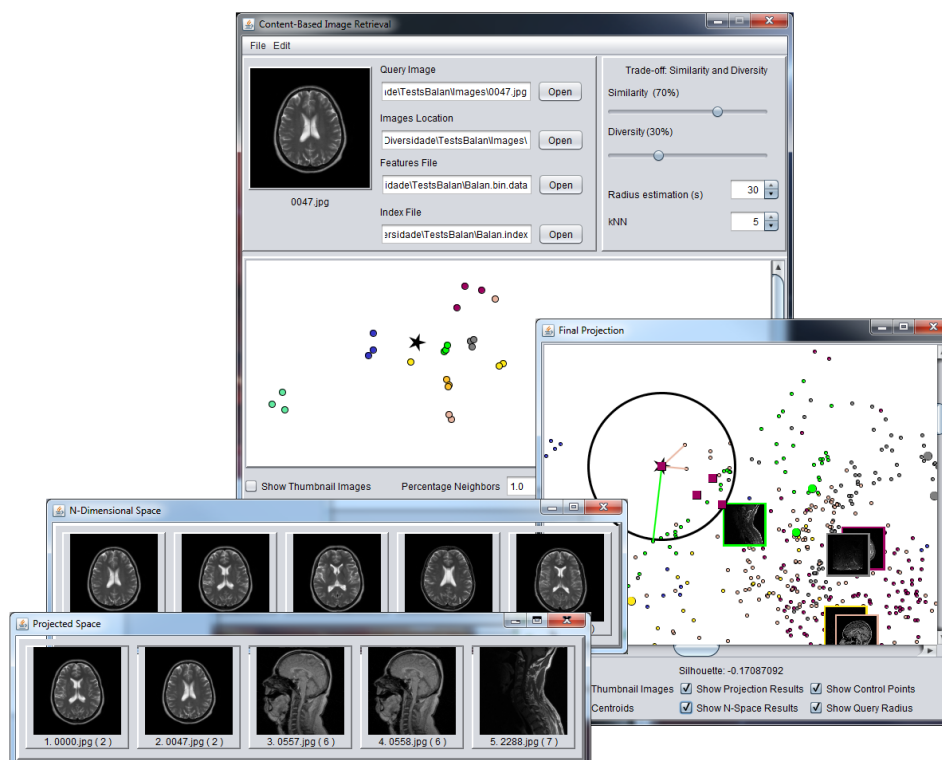 Content-Based Image Retrieval
File Edit
Query Image
ıde\TestsBalan\Images\0047.jpg Open
Images Location
Diversidade\TestsBalan\Images\ Open
Features File
idade\TestsBalan\Balan.bin.data Open
Index File
ersidade\TestsBalan\Balan.index Open
0047.jpg
Trade-off: Similarity and Diversity
Similarity (70%)
Diversity (30%)
Radius estimation (s) 30
kNN 5
Show Thumbnail Images Percentage Neighbors 1.0
Final Projection
Silhouette: -0.17087092
Thumbnail Images Show Projection Results Show Control Points
Centroids Show N-Space Results Show Query Radius
N-Dimensional Space
Projected Space
1. 0000.jpg ( 2 ) 2. 0047.jpg ( 2 ) 3. 0557.jpg ( 6 ) 4. 0558.jpg ( 6 ) 5. 2288.jpg ( 7 )